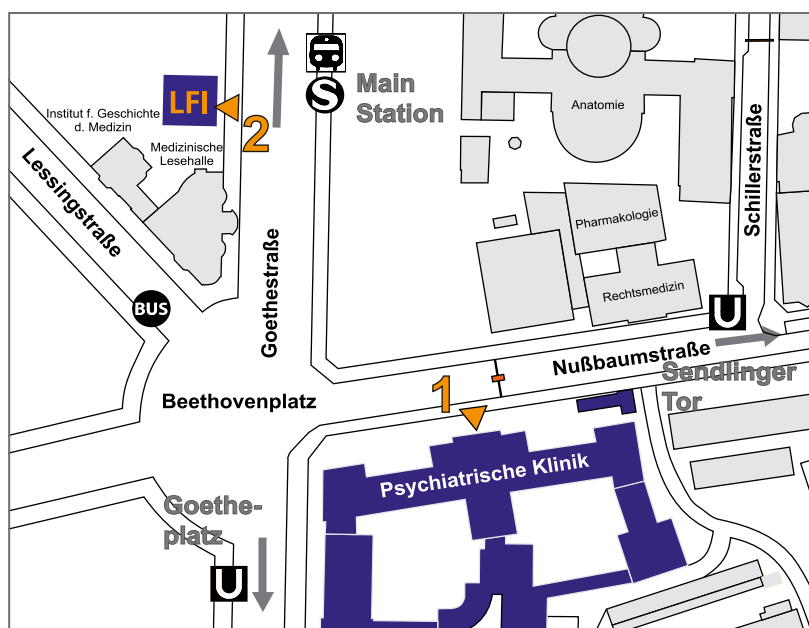 LFI
2
Institut f. Geschichte
d. Medizin
Medizinische
Lesehalle
Lessingstraße
BUS
Goethestraße
S
Main
Station
Anatomie
Pharmakologie
Rechtsmedizin
Schillerstraße
U
Nußbaumstraße
Sendlinger
Tor
Beethovenplatz
1
Psychiatrische Klinik
Goethe-
platz
U